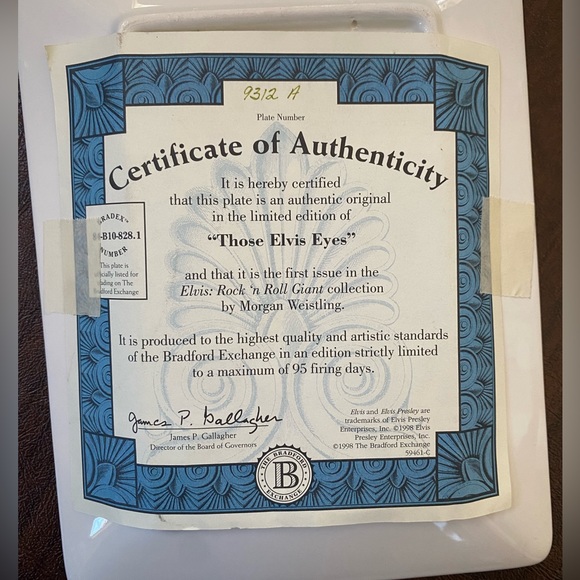 9312 A
Plate Number
Certificate of Authenticity
It is hereby certified
that this plate is an authentic original
in the limited edition of
“Those Elvis Eyes”
and that it is the first issue in the
Elvis: Rock ’n Roll Giant collection
by Morgan Weistling.
It is produced to the highest quality and artistic standards
of the Bradford Exchange in an edition strictly limited
to a maximum of 95 firing days.
-B10-828.1
NUMBER
This plate is
listed for
on The
Exchange
James P. Gallagher
James P. Gallagher
Director of the Board of Governors
Elvis and Elvis Presley are
trademarks of Elvis Presley
Enterprises, Inc. ©1998 Elvis
Presley Enterprises, Inc.
©1998 The Bradford Exchange
59461-C
THE BRADFORD
B
EXCHANGE